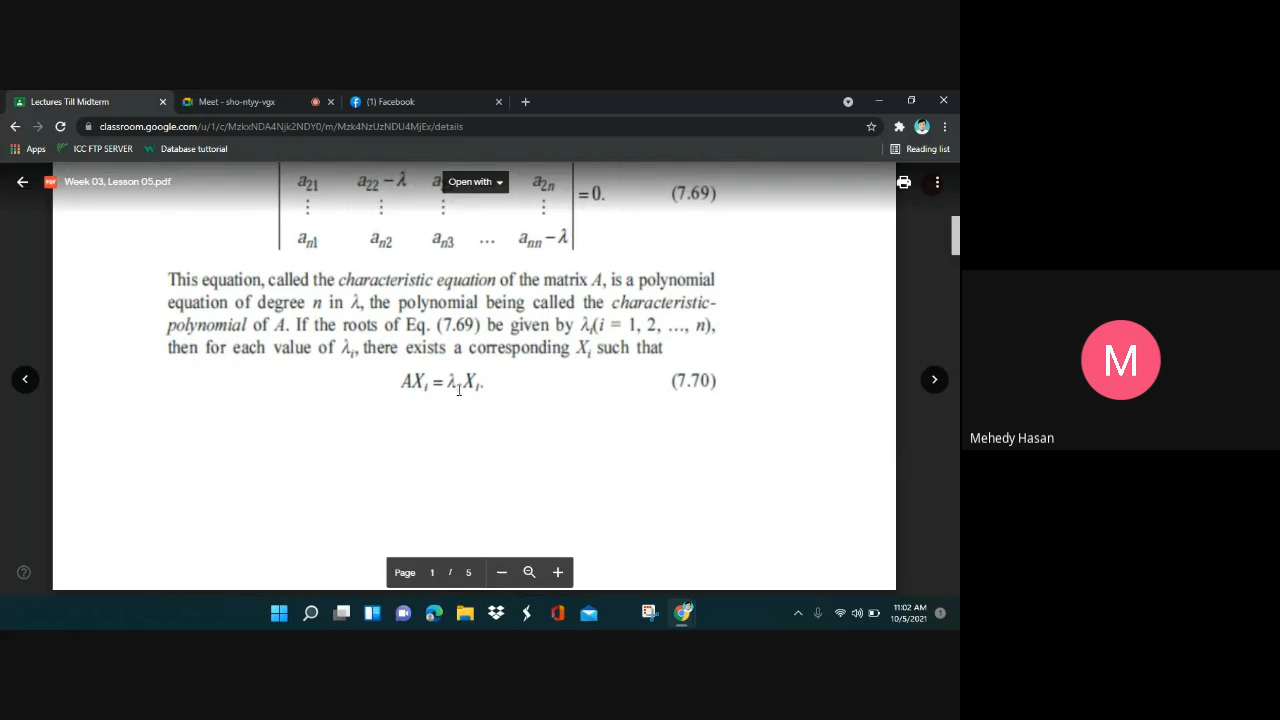 Lectures Till Midterm
Meet - sho-ntyy-vgx
(1) Facebook
classroom.google.com/u/1/c/MzkxNDA4Njk2NDY0/m/Mzk4NzUzNDU4MjEx/details
Apps
ICC FTP SERVER
Database tuttorial
Reading list
Week 03, Lesson 05.pdf
Open with
a21 a22 − λ a2n
⋮ ⋮ ⋮ ⋮ = 0. (7.69)
an1 an2 an3 ... ann − λ
This equation, called the characteristic equation of the matrix A, is a polynomial
equation of degree n in λ, the polynomial being called the characteristic-
polynomial of A. If the roots of Eq. (7.69) be given by λi(i = 1, 2, ..., n),
then for each value of λi, there exists a corresponding Xi such that
AXi = λiXi. (7.70)
M
Mehedy Hasan
Page 1 / 5
11:02 AM
10/5/2021
1